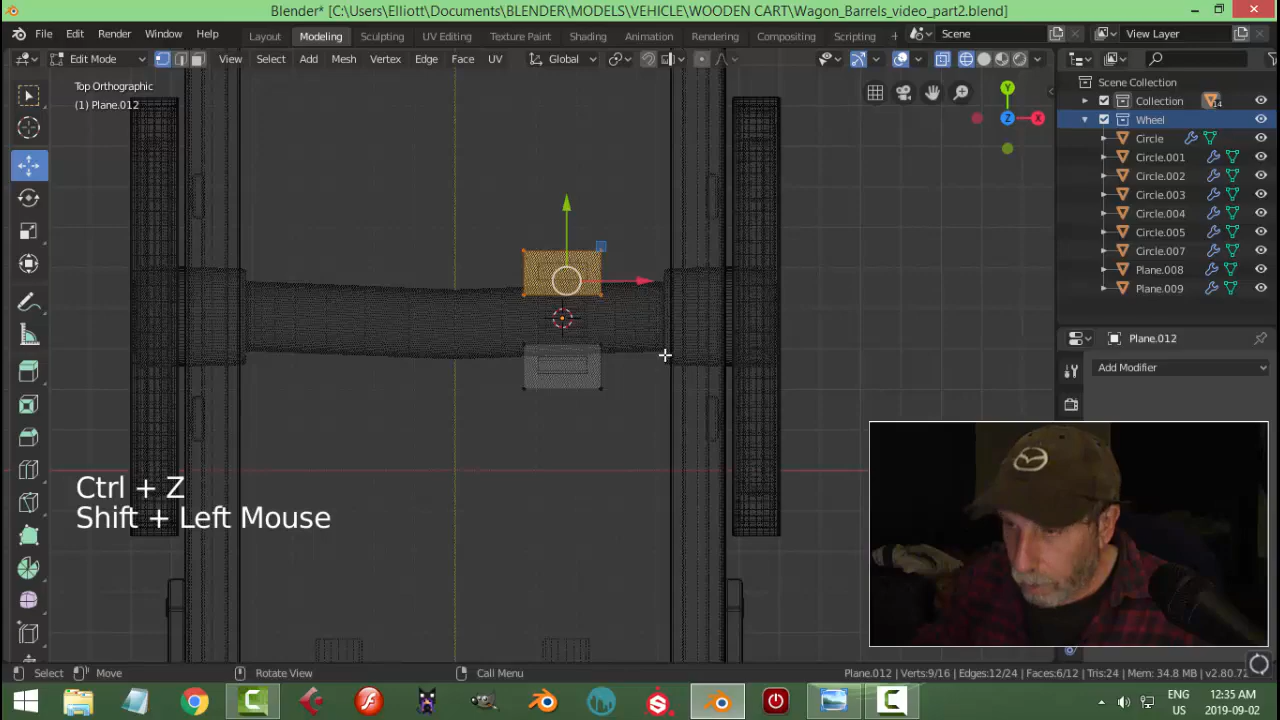 Blender* [C:\Users\Elliott\Documents\BLENDER\MODELS\VEHICLE\WOODEN CART\Wagon_Barrels_video_part2.blend]
File Edit Render Window Help Layout Modeling Sculpting UV Editing Texture Paint Shading Animation Rendering Compositing Scripting + Scene View Layer
Edit Mode View Select Add Mesh Vertex Edge Face UV Global
Top Orthographic
(1) Plane.012
Y
Z X
Scene Collection
Collection 14
Wheel
Circle
Circle.001
Circle.002
Circle.003
Circle.004
Circle.005
Circle.007
Plane.008
Plane.009
Plane.012
Add Modifier
Ctrl + Z
Shift + Left Mouse
Select Move Rotate View Call Menu Plane.012 | Verts:9/16 | Edges:12/24 | Faces:6/12 | Tris:24 | Mem: 34.8 MB | v2.80.7
ENG 12:35 AM
US 2019-09-02